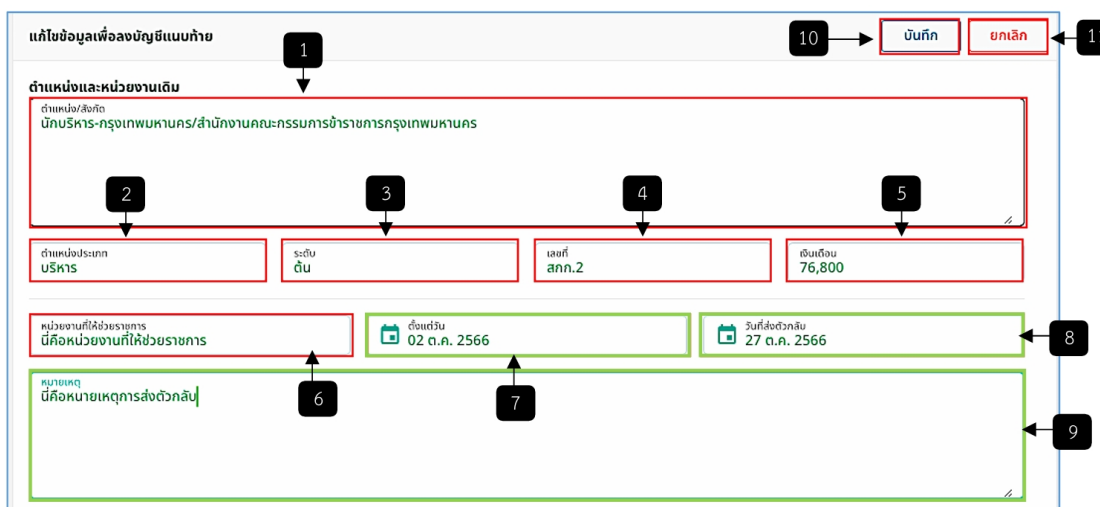 แก้ไขข้อมูลเพื่อลงบัญชีแนบท้าย
10
บันทึก
ยกเลิก
1
ตำแหน่งและหน่วยงานเดิม
ตำแหน่ง/สังกัด
นักบริหาร-กรุงเทพมหานคร/สำนักงานคณะกรรมการข้าราชการกรุงเทพมหานคร
2
3
4
5
ตำแหน่งประเภท
บริหาร
ระดับ
ต้น
เลขที่
สกก.2
เงินเดือน
76,800
หน่วยงานที่ให้ช่วยราชการ
นี่คือหน่วยงานที่ให้ช่วยราชการ
ตั้งแต่วัน
02 ต.ค. 2566
วันที่ส่งตัวกลับ
27 ต.ค. 2566
8
6
7
หมายเหตุ
นี่คือหมายเหตุการส่งตัวกลับ
9